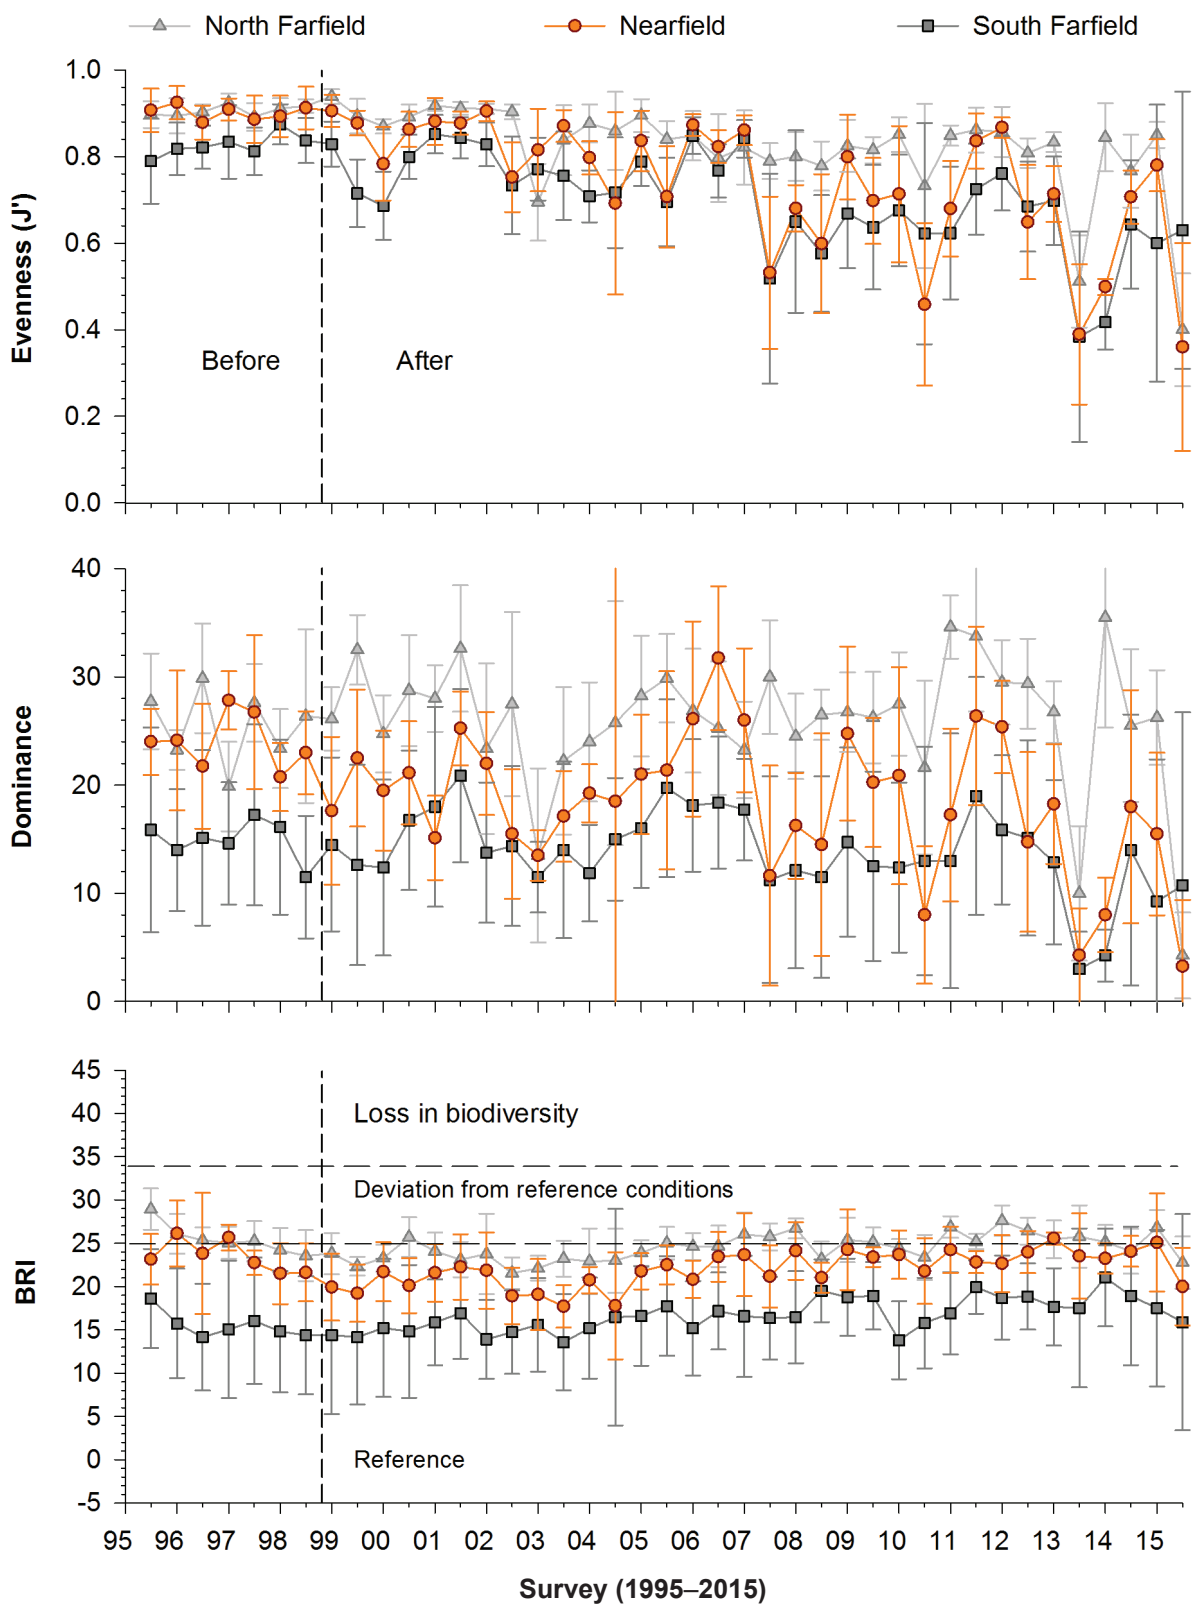 North Farfield Nearfield South Farfield
Evenness (J')
1.0
0.8
0.6
0.4
0.2
0.0
Before After
Dominance
40
30
20
10
0
BRI
45
40
35
30
25
20
15
10
5
0
-5
Loss in biodiversity
Deviation from reference conditions
Reference
95 96 97 98 99 00 01 02 03 04 05 06 07 08 09 10 11 12 13 14 15
Survey (1995–2015)